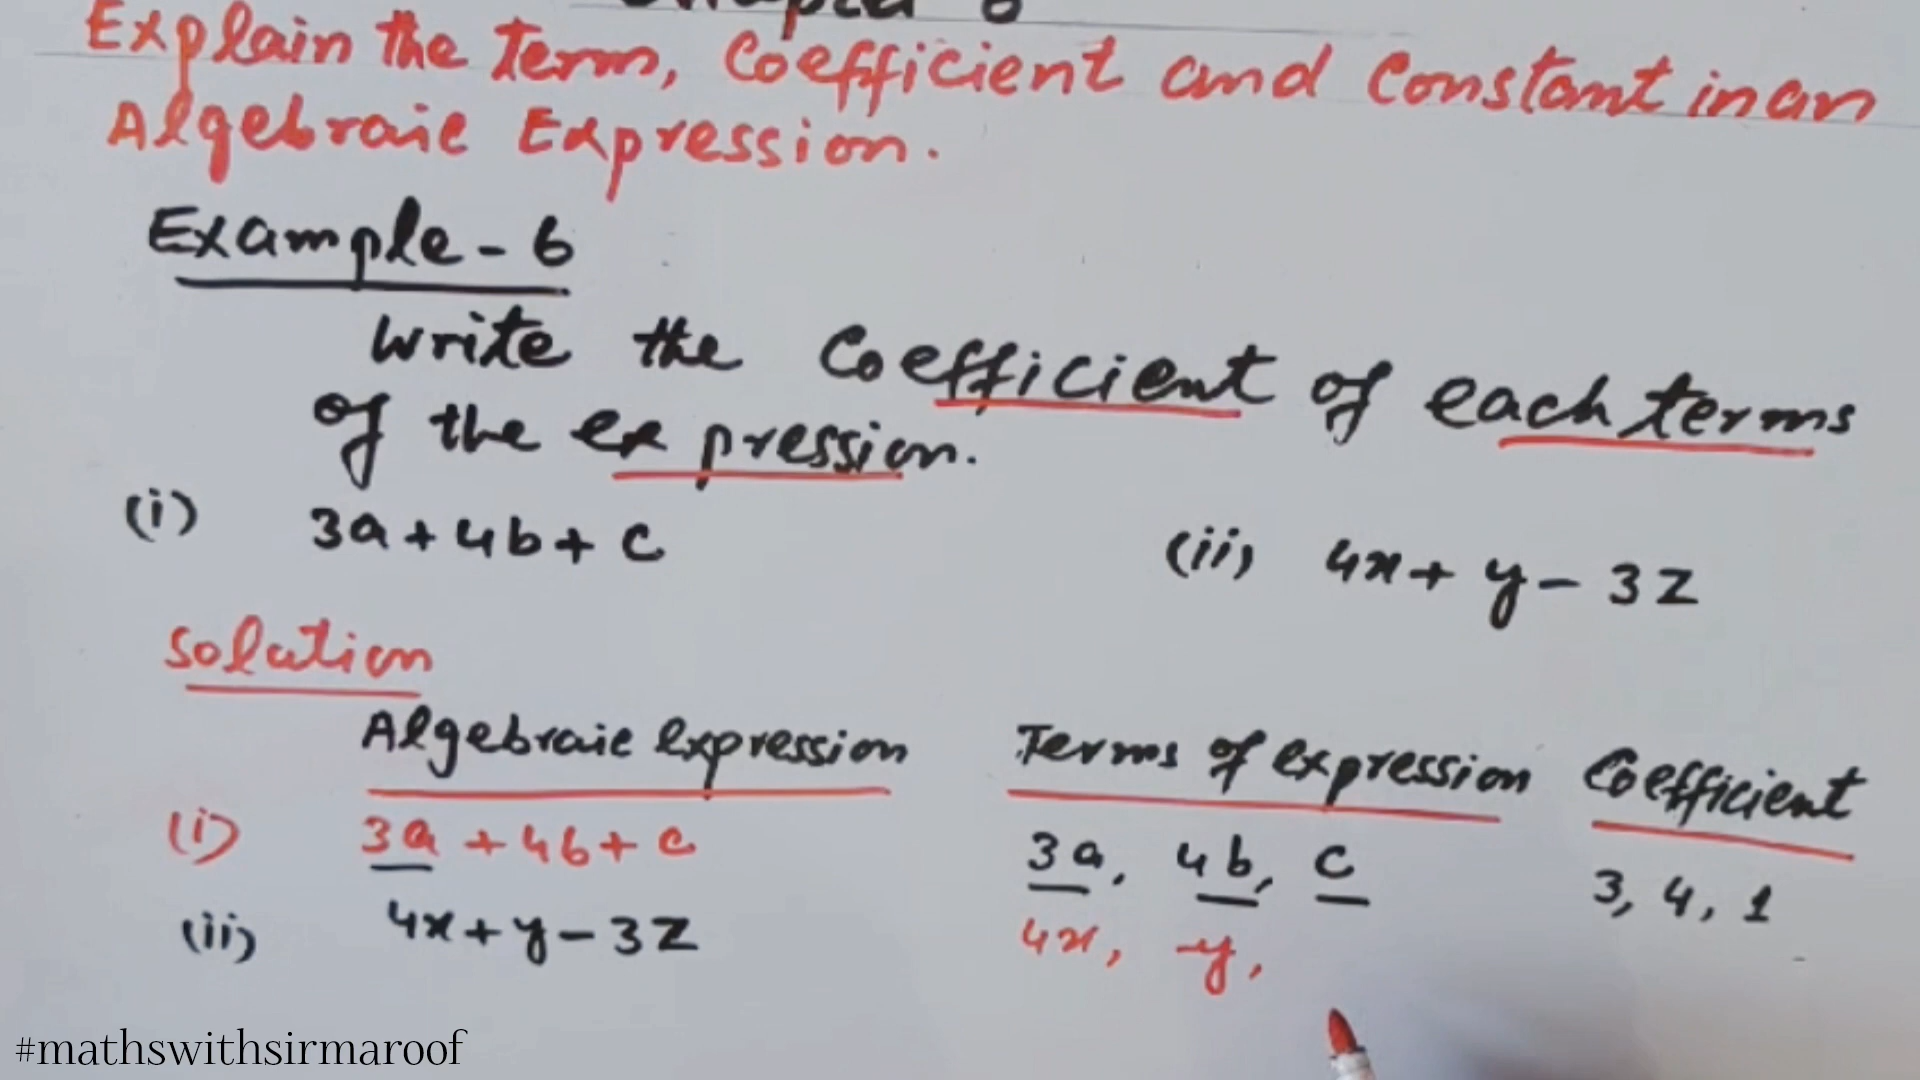 Explain the Term, Coefficient and Constant in an
Algebraic Expression.
Example - 6
Write the Coefficient of each terms
of the expression.
(i) 3a + 4b + c (ii) 4x + y - 3z
Solution
Algebraic expression Terms of expression Coefficient
(i) 3a + 4b + c 3a, 4b, c 3, 4, 1
(ii) 4x + y - 3z 4x, y,
#mathswithsirmaroof